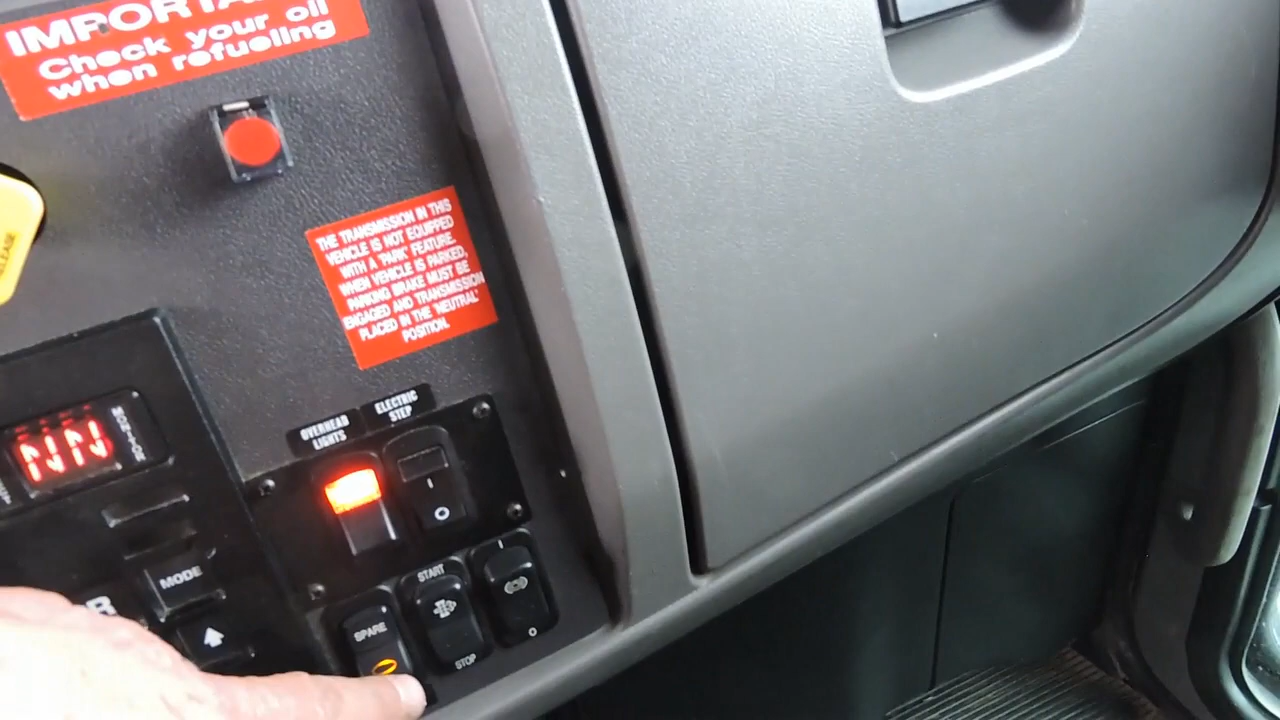 IMPORTA
Check your oil
when refueling
THE TRANSMISSION IN THIS
VEHICLE IS NOT EQUIPPED
WITH A 'PARK' FEATURE.
WHEN VEHICLE IS PARKED,
PARKING BRAKE MUST BE
ENGAGED AND TRANSMISSION
PLACED IN THE 'NEUTRAL'
POSITION.
OVERHEAD
LIGHTS
ELECTRIC
STEP
NN
MONITOR
MODE
R
START
STOP
SPARE
I
O
I
O